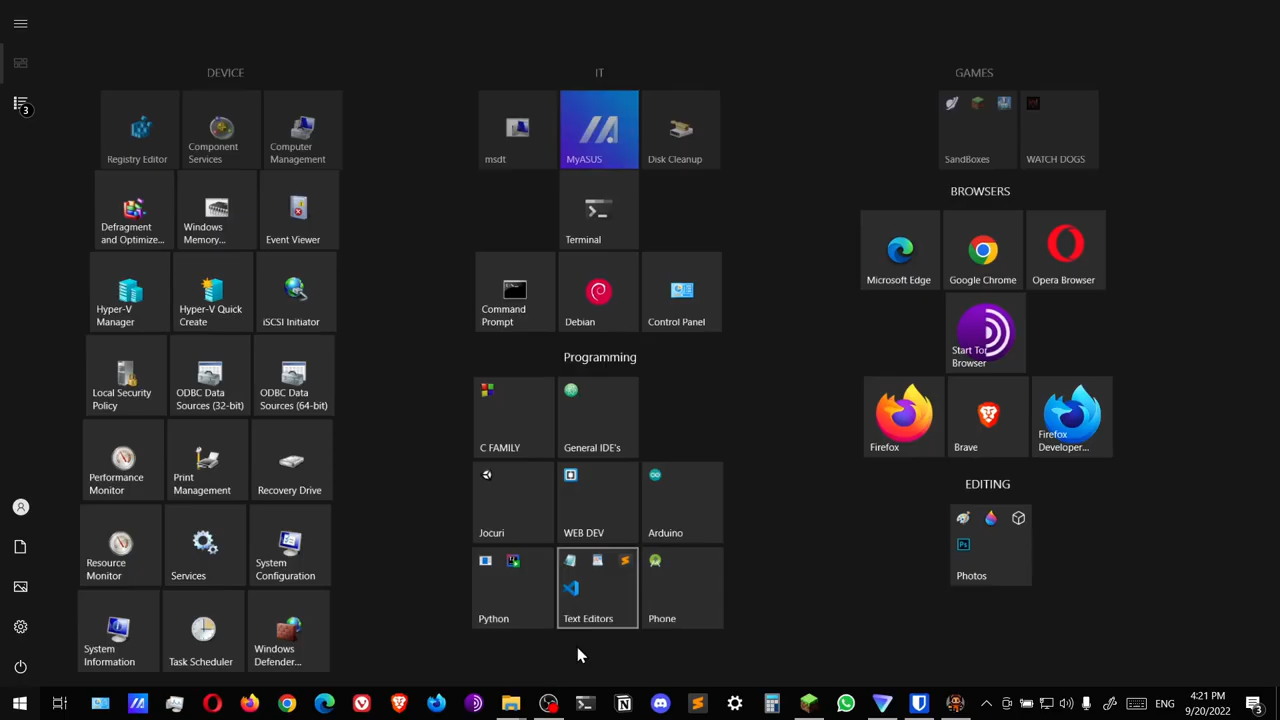 3
DEVICE
Registry Editor
Component
Services
Computer
Management
Defragment
and Optimize...
Windows
Memory...
Event Viewer
Hyper-V
Manager
Hyper-V Quick
Create
iSCSI Initiator
Local Security
Policy
ODBC Data
Sources (32-bit)
ODBC Data
Sources (64-bit)
Performance
Monitor
Print
Management
Recovery Drive
Resource
Monitor
Services
System
Configuration
System
Information
Task Scheduler
Windows
Defender...
IT
msdt
MyASUS
Disk Cleanup
Terminal
Command
Prompt
Debian
Control Panel
Programming
C FAMILY
General IDE's
Jocuri
WEB DEV
Arduino
Python
Text Editors
Phone
GAMES
SandBoxes
WATCH DOGS
BROWSERS
Microsoft Edge
Google Chrome
Opera Browser
Start Tor
Browser
Firefox
Brave
Firefox
Developer...
EDITING
Ps
Photos
ENG
4:21 PM
9/20/2022
3